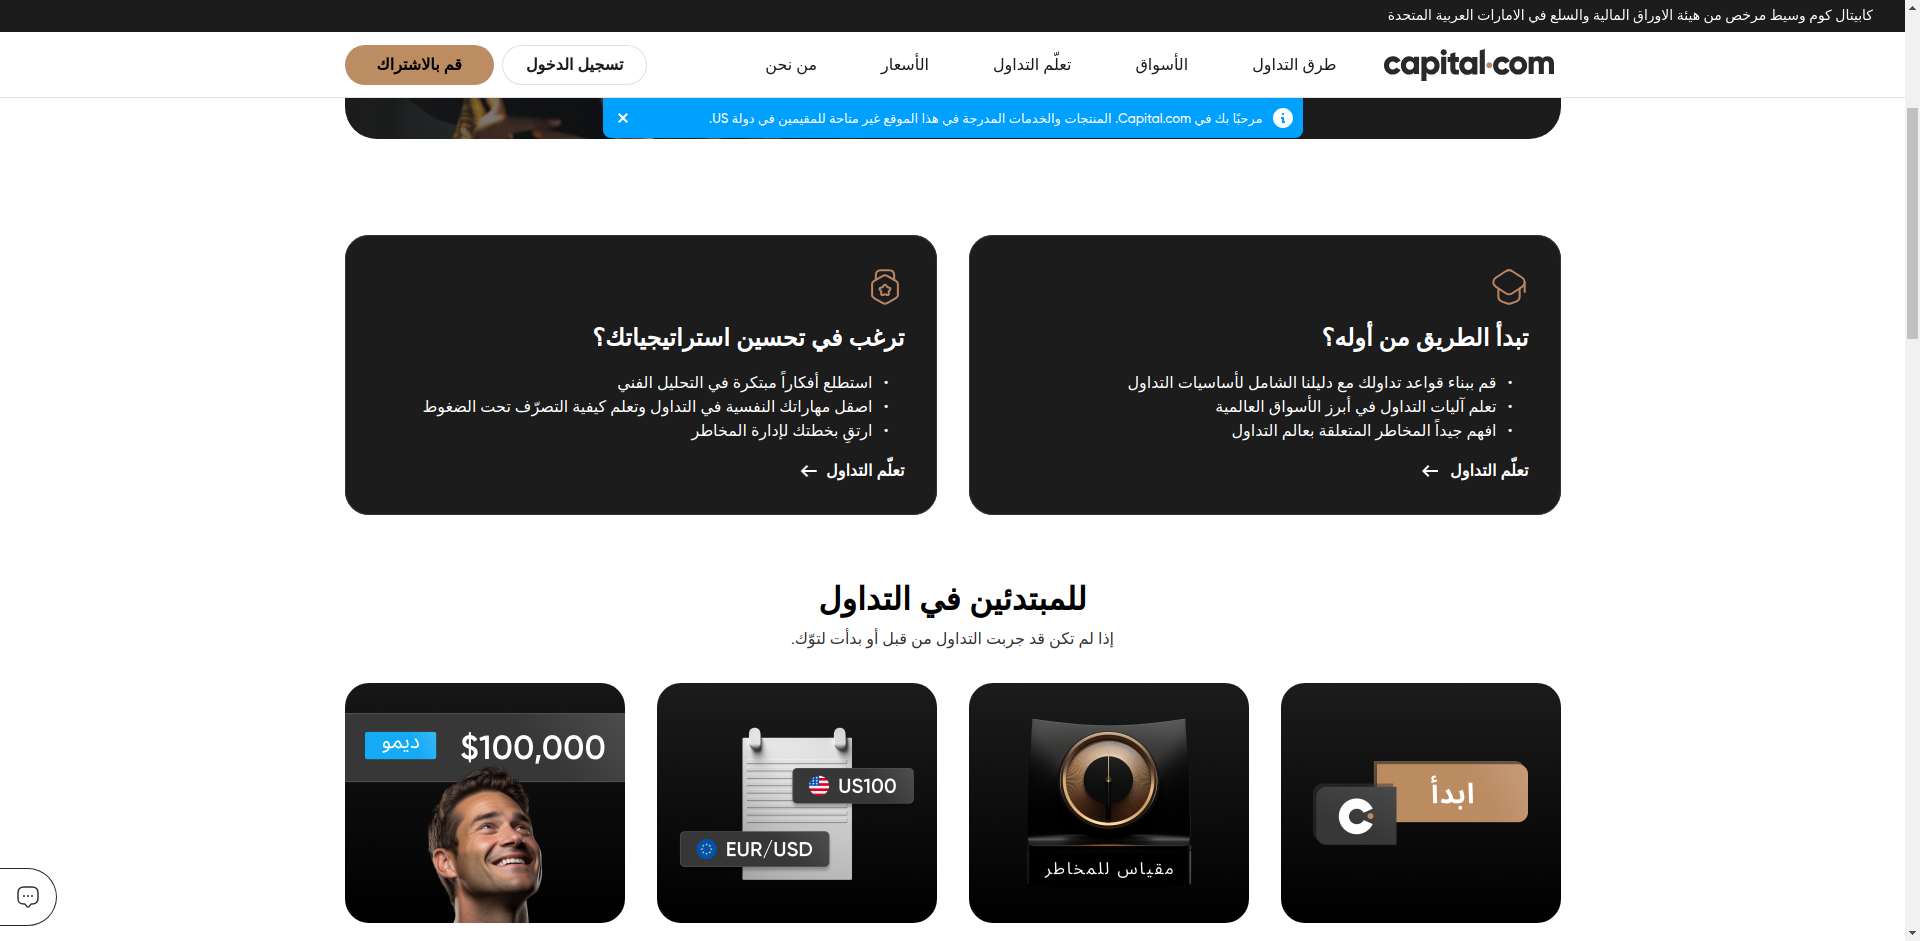 كابيتال كوم وسيط مرخص من هيئة الاوراق المالية والسلع في الامارات العربية المتحدة
capital.com
طرق التداول
الأسواق
تعلّم التداول
الأسعار
من نحن
تسجيل الدخول
قم بالاشتراك
مرحبًا بك في Capital.com. المنتجات والخدمات المدرجة في هذا الموقع غير متاحة للمقيمين في دولة US.
تبدأ الطريق من أوله؟
• قم ببناء قواعد تداولك مع دليلنا الشامل لأساسيات التداول
• تعلم آليات التداول في أبرز الأسواق العالمية
• افهم جيداً المخاطر المتعلقة بعالم التداول
تعلّم التداول
ترغب في تحسين استراتيجياتك؟
• استطلع أفكاراً مبتكرة في التحليل الفني
• اصقل مهاراتك النفسية في التداول وتعلم كيفية التصرّف تحت الضغوط
• ارتقِ بخطتك لإدارة المخاطر
تعلّم التداول
للمبتدئين في التداول
إذا لم تكن قد جربت التداول من قبل أو بدأت لتوّك.
ابدأ
مقياس للمخاطر
US100
EUR/USD
$100,000
ديمو